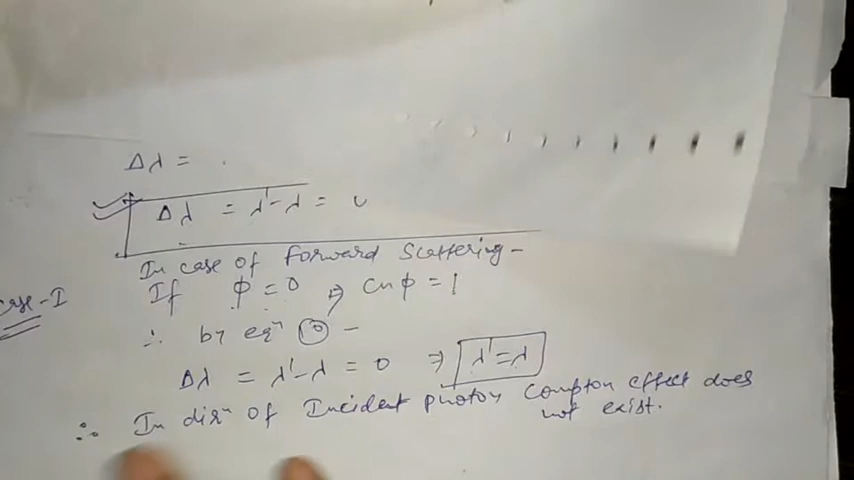 Δλ =
Δλ = λ' - λ = 0
In case of forward Scattering -
Case-I
If φ = 0 ⇒ cosφ = 1
∴ by eqⁿ (10) -
Δλ = λ' - λ = 0 ⇒ λ' = λ
∴ In dirⁿ of Incident photon Compton effect does
not exist.